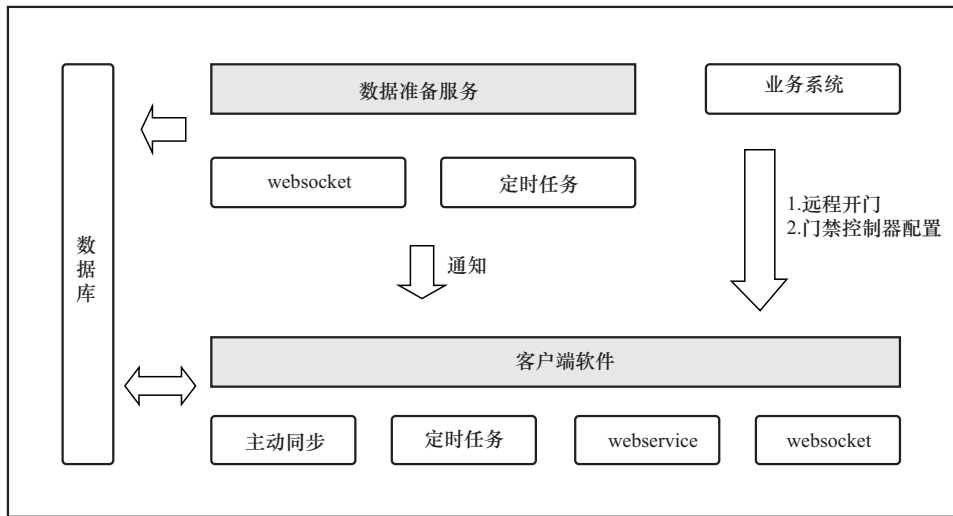 数据准备服务
业务系统
websocket
定时任务
1.远程开门
2.门禁控制器配置
数
据
库
通知
客户端软件
主动同步
定时任务
webservice
websocket